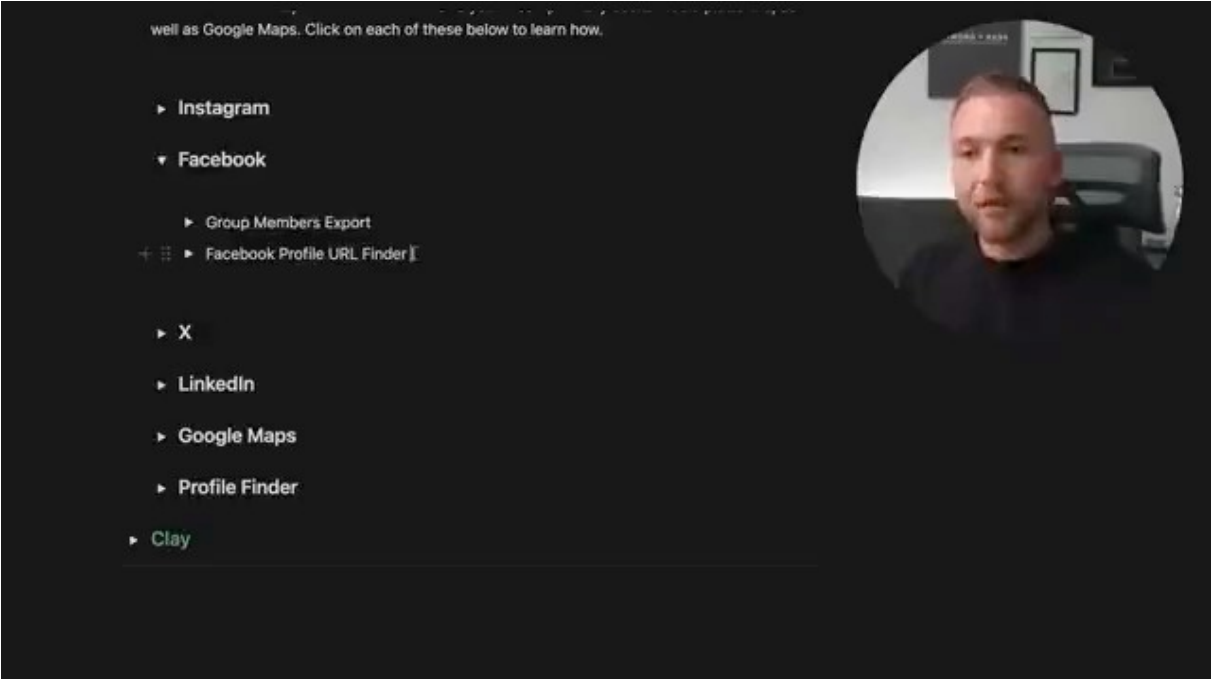 well as Google Maps. Click on each of these below to learn how.
Instagram
Facebook
Group Members Export
Facebook Profile URL Finder
X
LinkedIn
Google Maps
Profile Finder
Clay